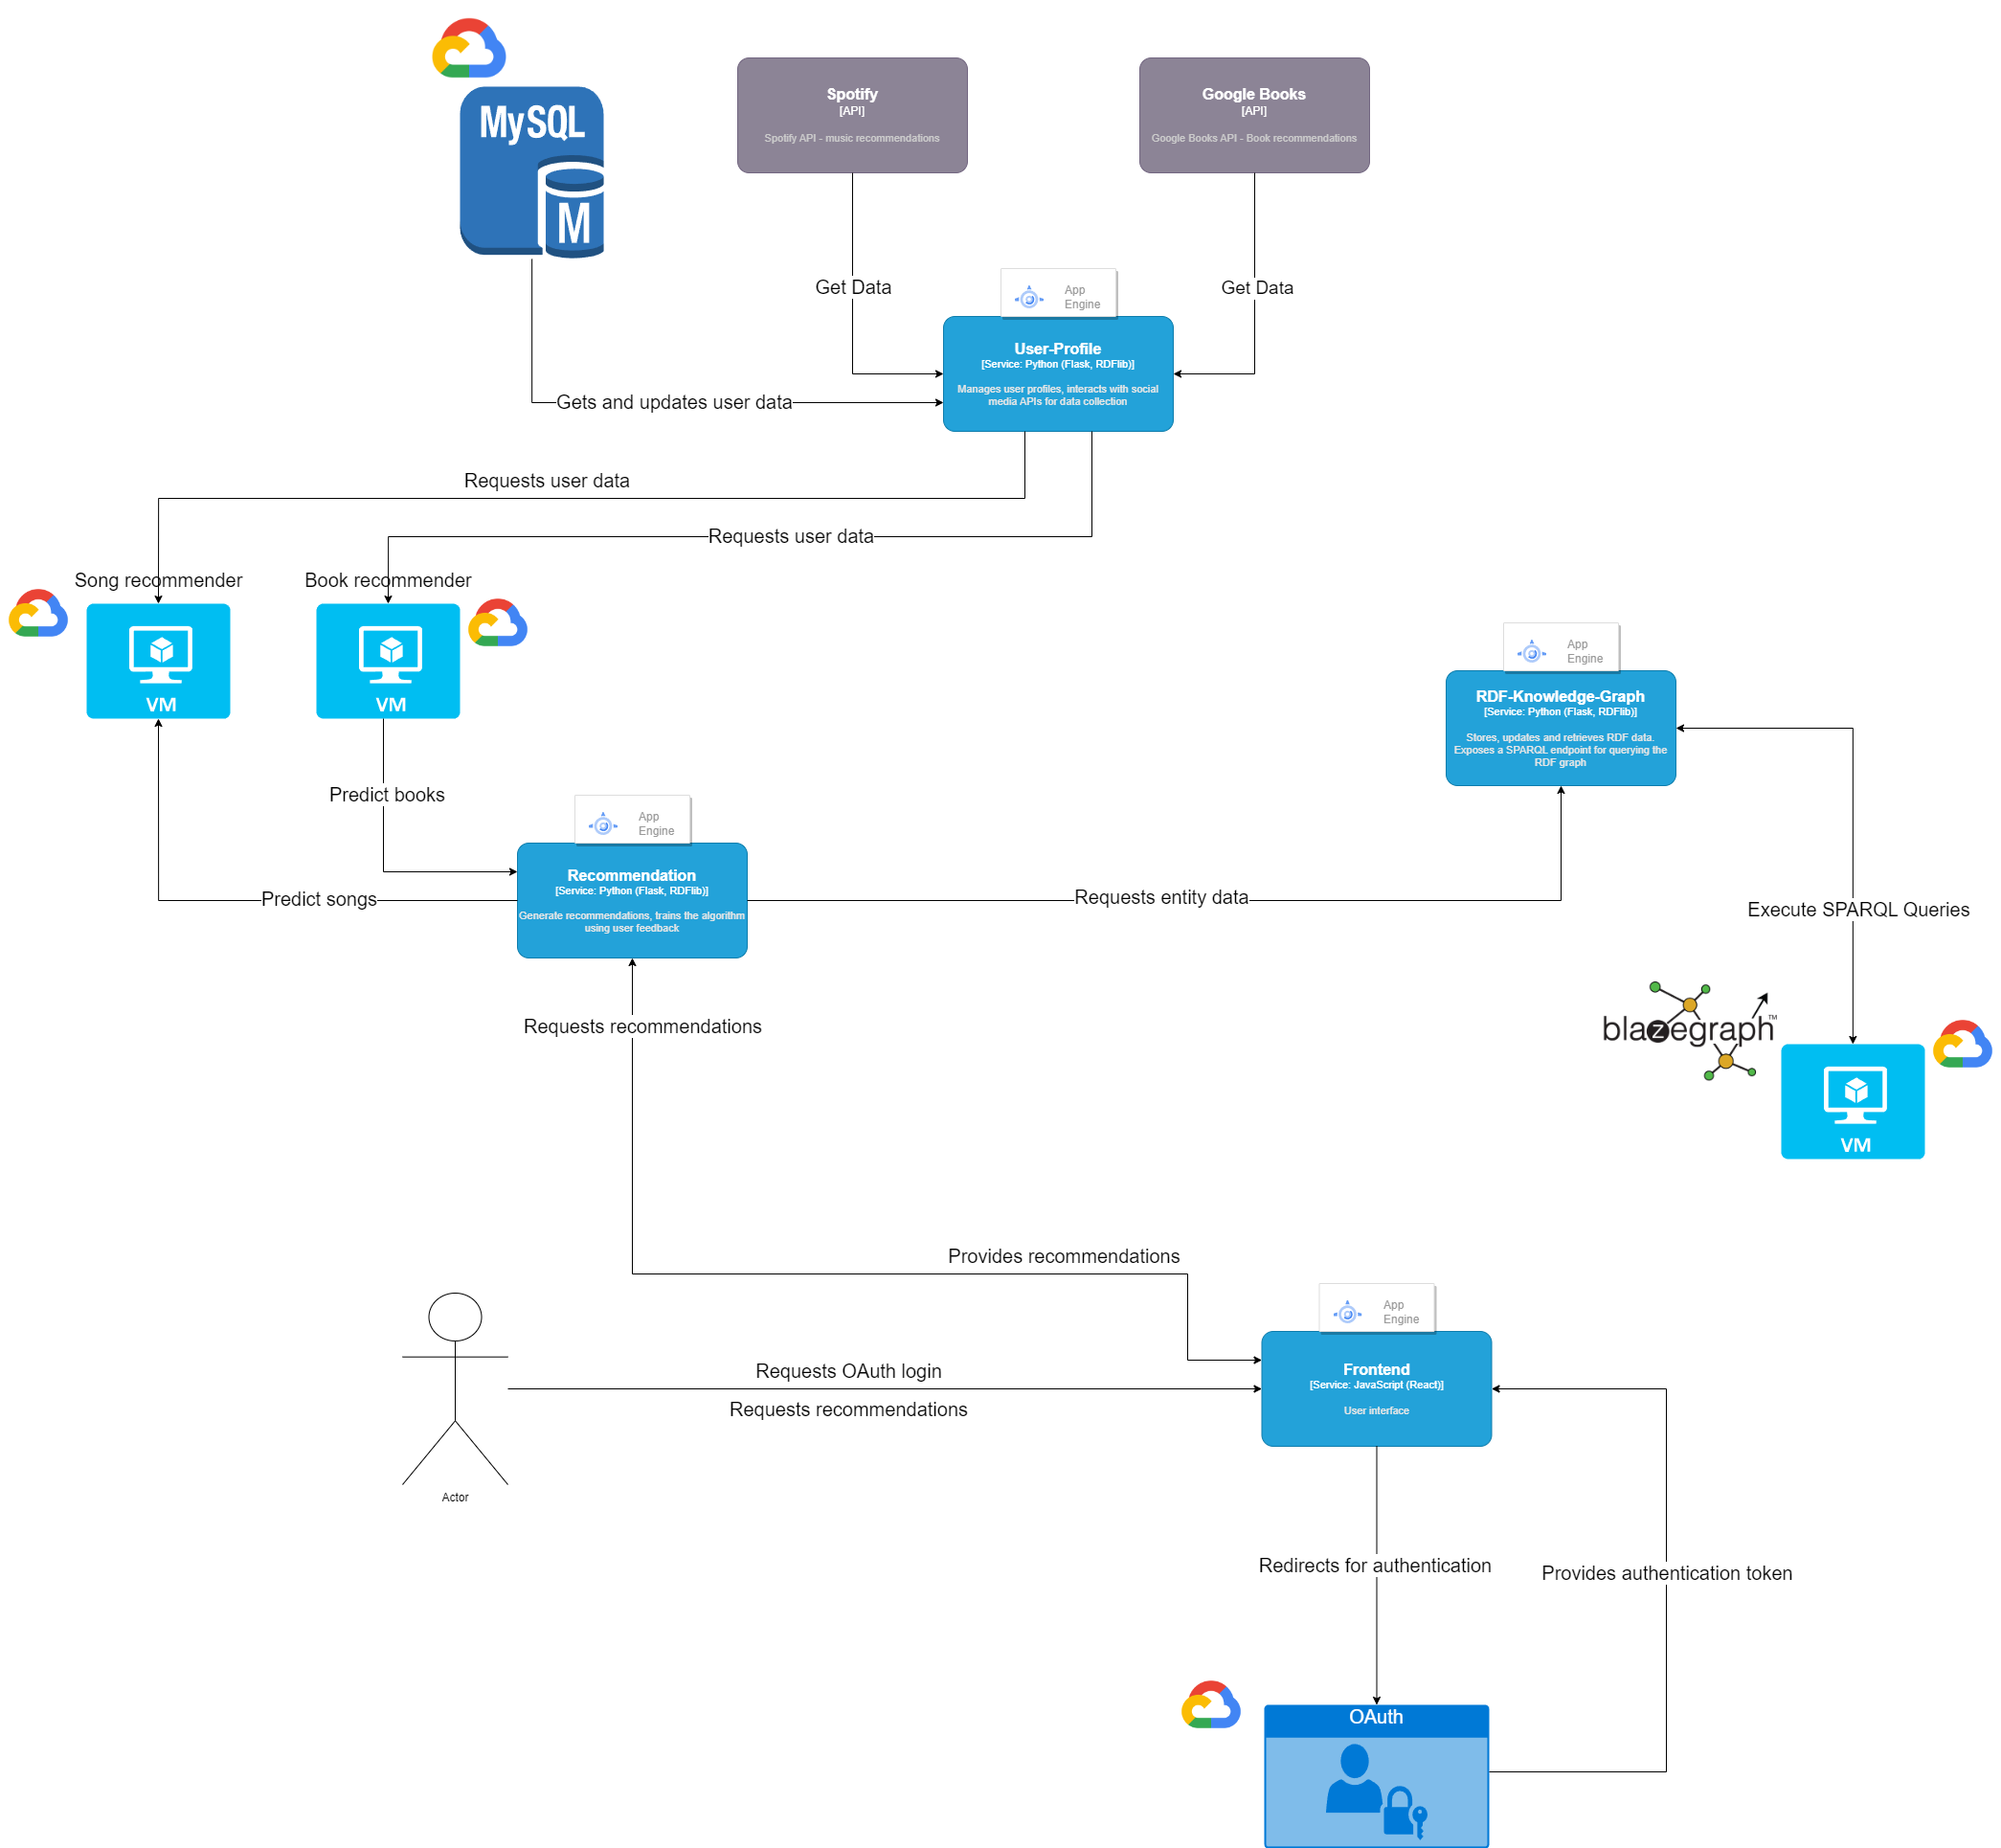 MySQL
M
Spotify
[API]
Spotify API - music recommendations
Google Books
[API]
Google Books API - Book recommendations
Get Data
Get Data
App
Engine
User-Profile
[Service: Python (Flask, RDFlib)]
Manages user profiles, interacts with social
media APIs for data collection
Gets and updates user data
Requests user data
Requests user data
Song recommender
Book recommender
VM
VM
App
Engine
RDF-Knowledge-Graph
[Service: Python (Flask, RDFlib)]
Stores, updates and retrieves RDF data.
Exposes a SPARQL endpoint for querying the
RDF graph
Predict books
App
Engine
Recommendation
[Service: Python (Flask, RDFlib)]
Generate recommendations, trains the algorithm
using user feedback
Predict songs
Requests entity data
Execute SPARQL Queries
Requests recommendations
blazegraph™
VM
Provides recommendations
App
Engine
Frontend
[Service: JavaScript (React)]
User interface
Requests OAuth login
Requests recommendations
Actor
Redirects for authentication
Provides authentication token
OAuth